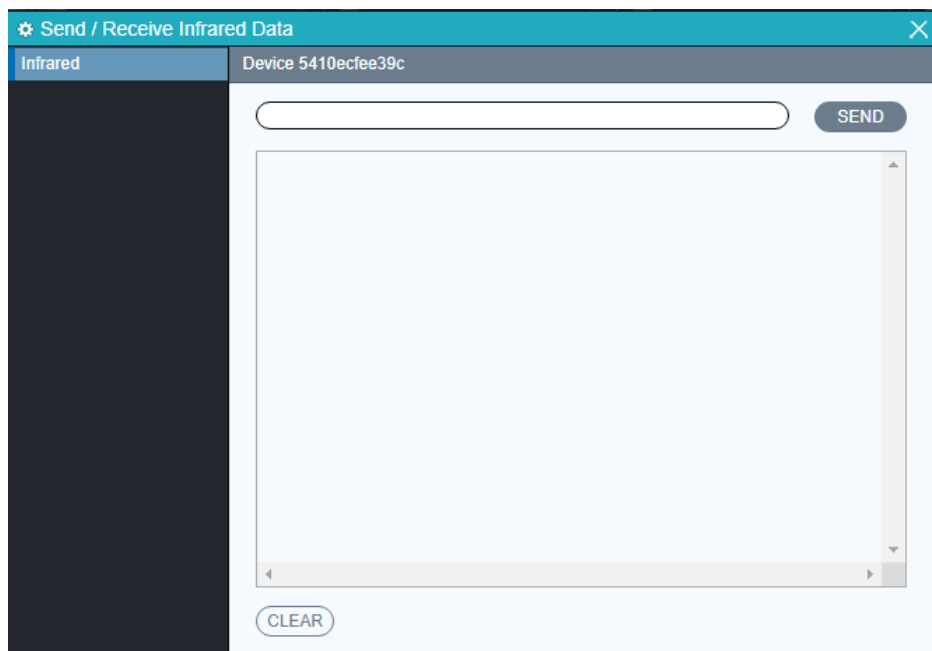 Send / Receive Infrared Data
Infrared
Device 5410ecfee39c
SEND
CLEAR